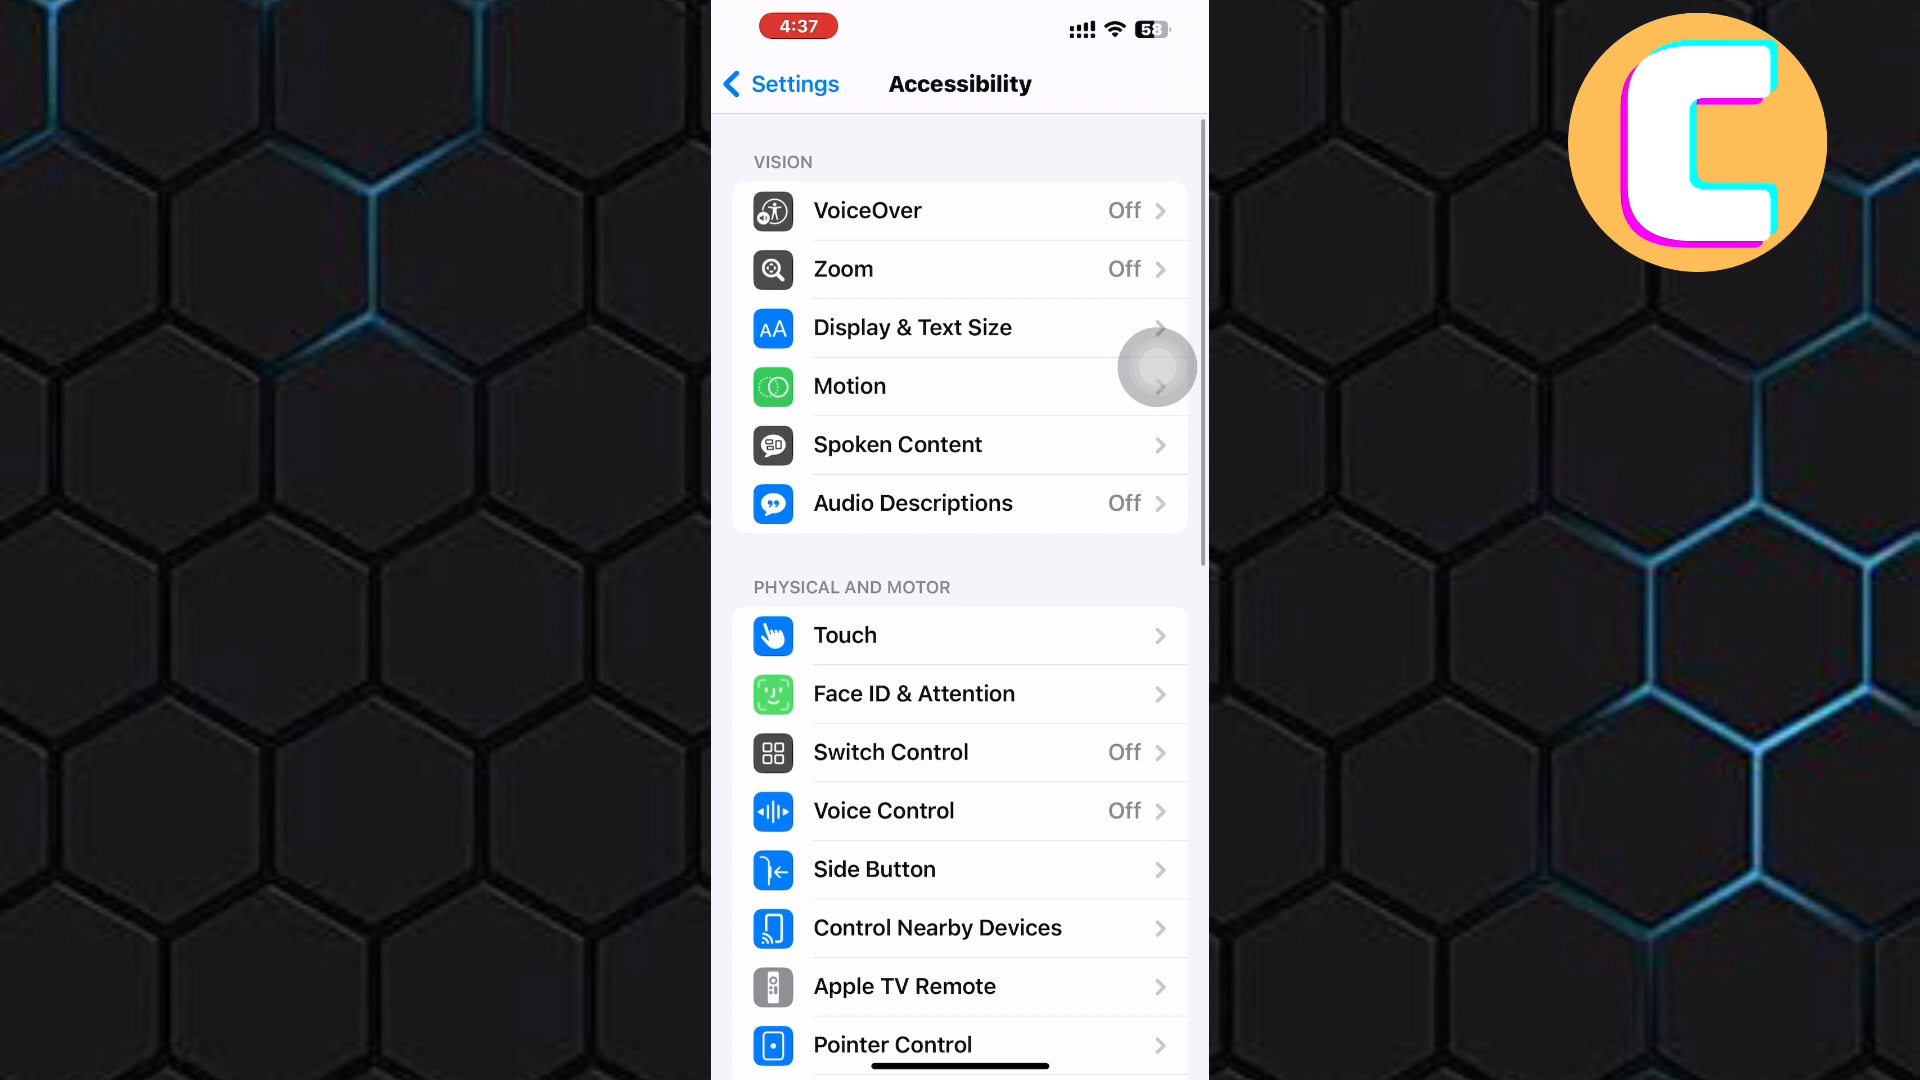 4:37
58
Settings
Accessibility
C
VISION
VoiceOver Off
Zoom Off
AA Display & Text Size
Motion
Spoken Content
Audio Descriptions Off
PHYSICAL AND MOTOR
Touch
Face ID & Attention
Switch Control Off
Voice Control Off
Side Button
Control Nearby Devices
Apple TV Remote
Pointer Control